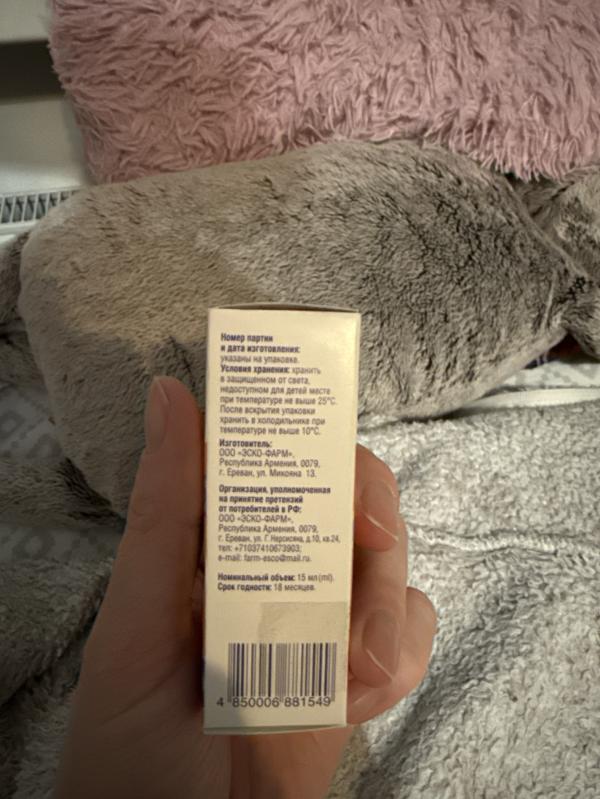 Номер партии
и дата изготовления:
указаны на упаковке.
Условия хранения: хранить
в защищенном от света,
недоступном для детей месте
при температуре не выше 25°С.
После вскрытия упаковки
хранить в холодильнике при
температуре не выше 10°С.
Изготовитель:
ООО «ЭСКО-ФАРМ»,
Республика Армения, 0079,
г. Ереван, ул. Микояна 13.
Организация, уполномоченная
на принятие претензий
от потребителей в РФ:
ООО «ЭСКО-ФАРМ»,
Республика Армения, 0079,
г. Ереван, ул. Г. Нерсисяна, д.10, кв.24,
тел: +71037410673903;
e-mail: farm-esco@mail.ru.
Номинальный объем: 15 мл (ml).
Срок годности: 18 месяцев.
4 850006 881549